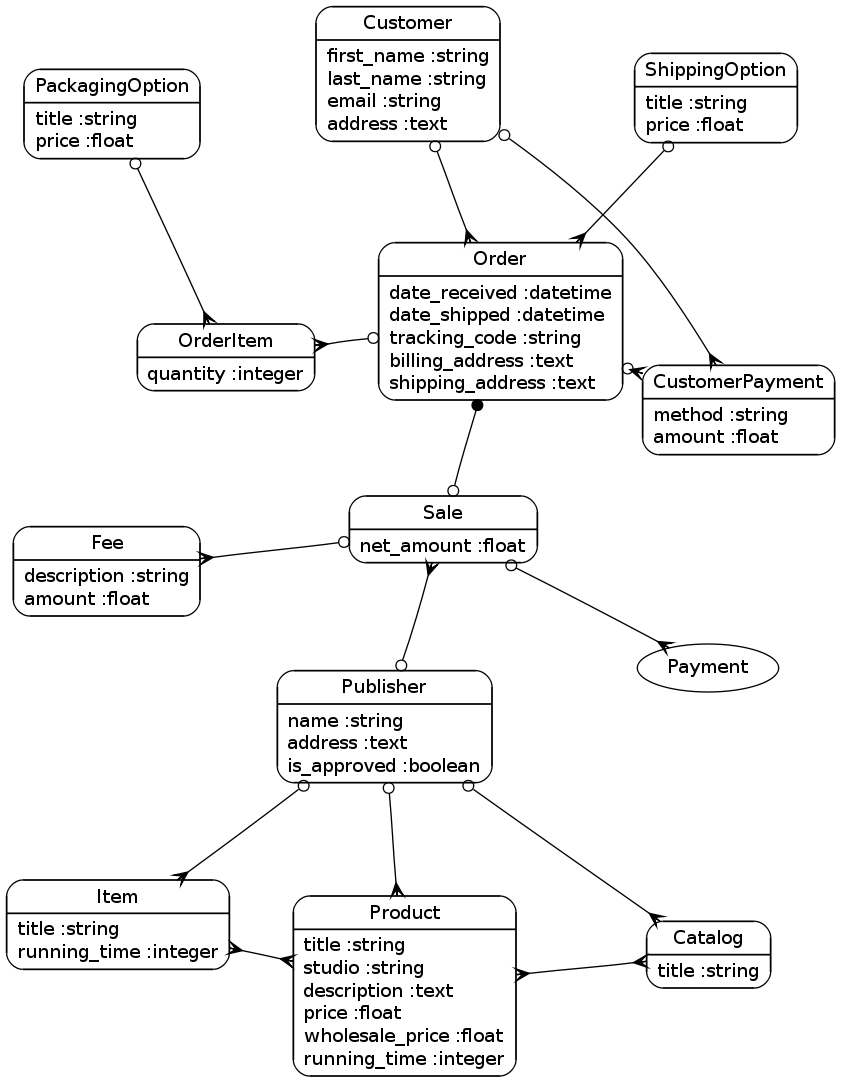 Customer
first_name :string
last_name :string
email :string
address :text
PackagingOption
title :string
price :float
ShippingOption
title :string
price :float
Order
date_received :datetime
date_shipped :datetime
tracking_code :string
billing_address :text
shipping_address :text
OrderItem
quantity :integer
CustomerPayment
method :string
amount :float
Sale
net_amount :float
Fee
description :string
amount :float
Payment
Publisher
name :string
address :text
is_approved :boolean
Item
title :string
running_time :integer
Product
title :string
studio :string
description :text
price :float
wholesale_price :float
running_time :integer
Catalog
title :string